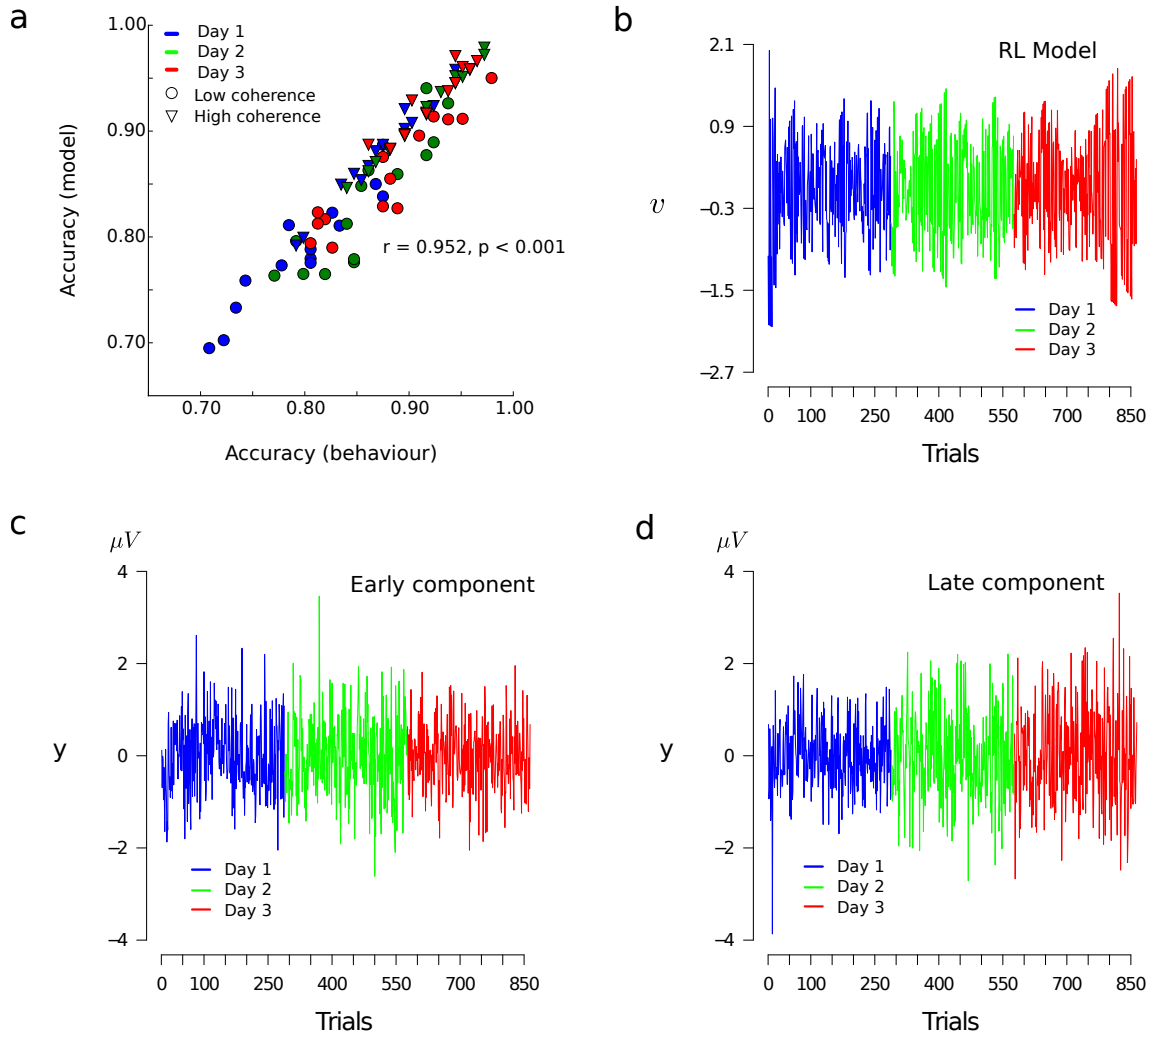 a
Day 1
Day 2
Day 3
Low coherence
High coherence
1.00
0.90
0.80
0.70
Accuracy (model)
r = 0.952, p < 0.001
0.70 0.80 0.90 1.00
Accuracy (behaviour)
b
RL Model
2.1
0.9
−0.3
−1.5
−2.7
v
Day 1
Day 2
Day 3
0 100 250 400 550 700 850
Trials
c
μV
Early component
4
2
0
−2
−4
y
Day 1
Day 2
Day 3
0 100 250 400 550 700 850
Trials
d
μV
Late component
4
2
0
−2
−4
y
Day 1
Day 2
Day 3
0 100 250 400 550 700 850
Trials